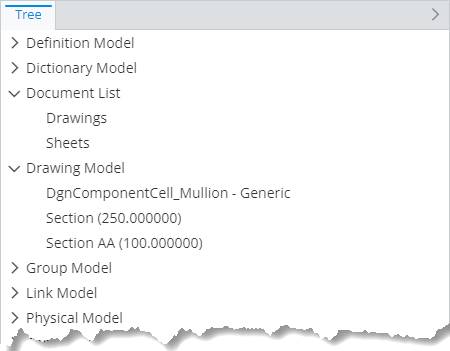 Tree
Definition Model
Dictionary Model
Document List
Drawings
Sheets
Drawing Model
DgnComponentCell_Mullion - Generic
Section (250.000000)
Section AA (100.000000)
Group Model
Link Model
Physical Model